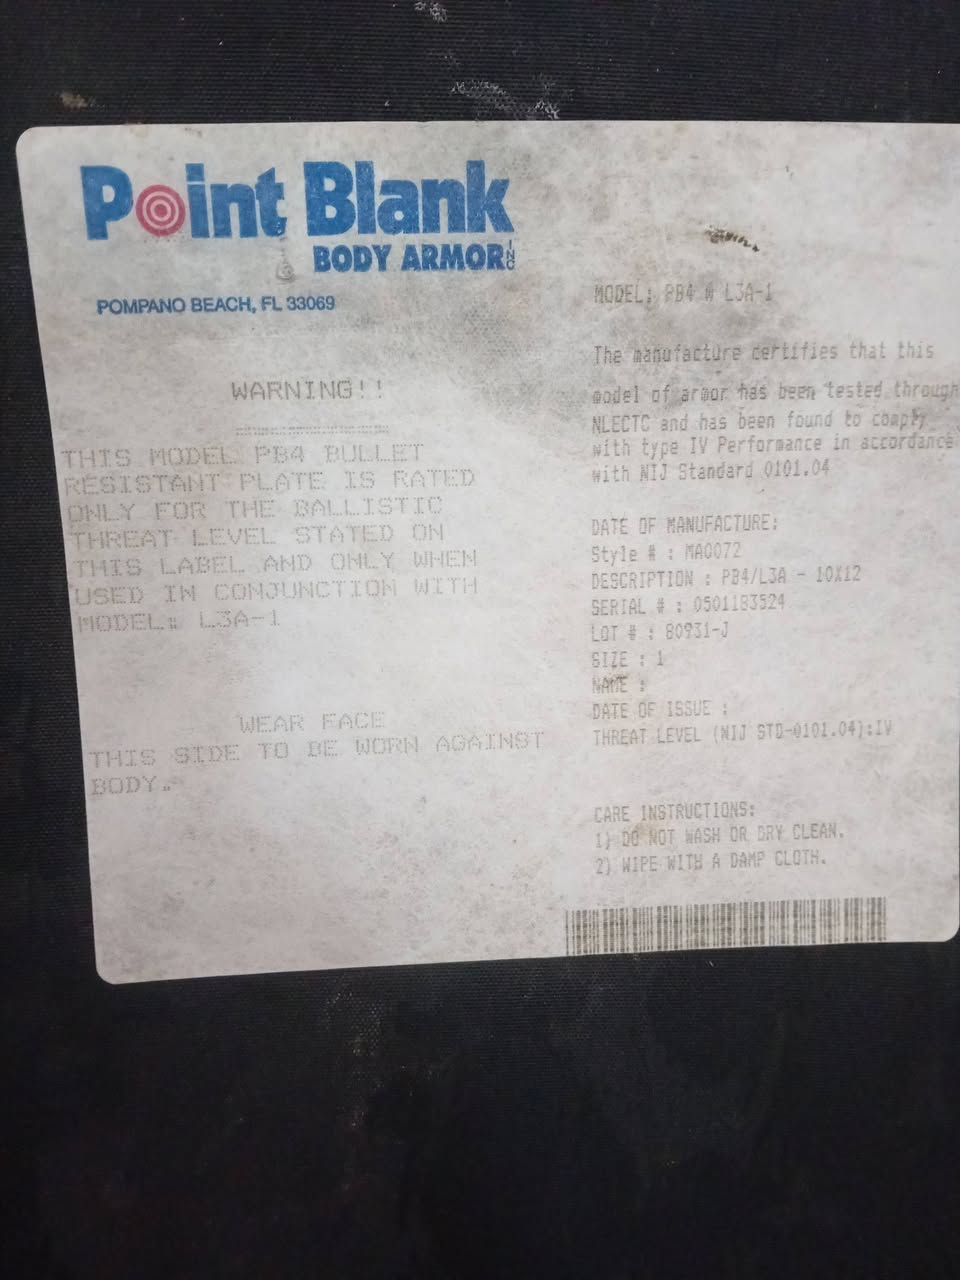 Point Blank
BODY ARMOR INC
POMPANO BEACH, FL 33069
WARNING!!
THIS MODEL PB4 BULLET
RESISTANT PLATE IS RATED
ONLY FOR THE BALLISTIC
THREAT LEVEL STATED ON
THIS LABEL AND ONLY WHEN
USED IN CONJUNCTION WITH
MODEL: L3A-1
WEAR FACE
THIS SIDE TO BE WORN AGAINST
BODY.
MODEL: PB4 W L3A-1
The manufacture certifies that this
model of armor has been tested through
NLECTC and has been found to comply
with type IV Performance in accordance
with NIJ Standard 0101.04
DATE OF MANUFACTURE:
Style # : MA0072
DESCRIPTION : PB4/L3A - 10X12
SERIAL # : 0501183524
LOT # : 80931-J
SIZE : 1
NAME :
DATE OF ISSUE :
THREAT LEVEL (NIJ STD-0101.04):IV
CARE INSTRUCTIONS:
1) DO NOT WASH OR DRY CLEAN.
2) WIPE WITH A DAMP CLOTH.